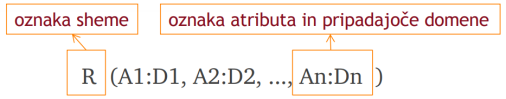 oznaka sheme
oznaka atributa in pripadajoče domene
R (A1:D1, A2:D2, ..., An:Dn )